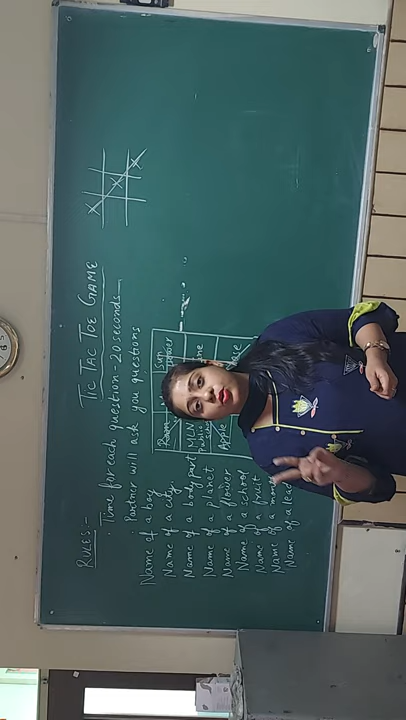 TIC TAC TOE GAME
RULES:-
Time for each question - 20 seconds
Partner will ask you questions
Name of a boy
Name of a city
Name of a body part
Name of a planet
Name of a flower
Name of a school
Name of a fruit
Name of a
Name of a
Ram
Sun
MLN
Public
Apple